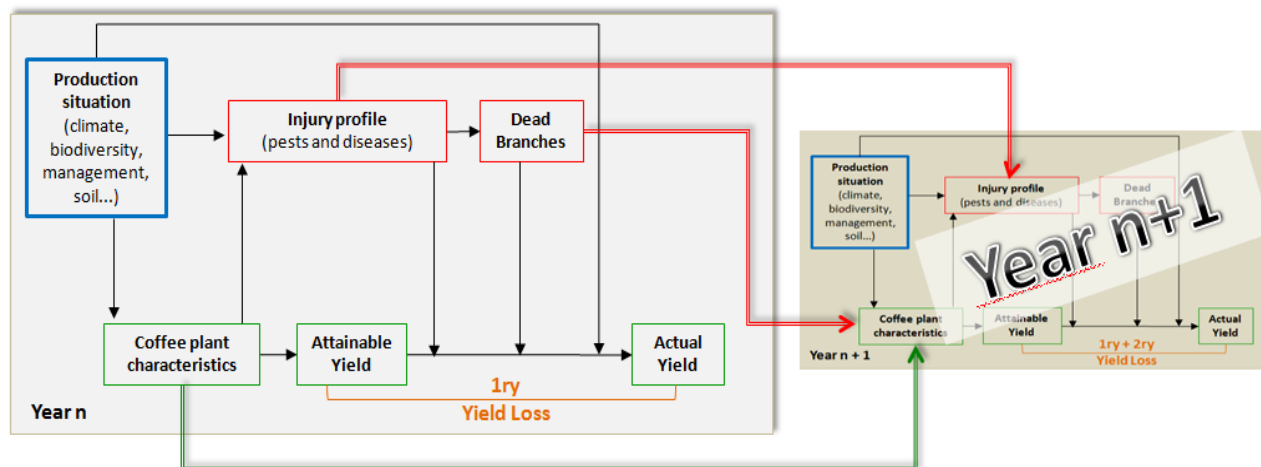 Production
situation
(climate,
biodiversity,
management,
soil...)
Injury profile
(pests and diseases)
Dead
Branches
Coffee plant
characteristics
Attainable
Yield
Actual
Yield
1ry
Yield Loss
Year n
Production
situation
(climate,
biodiversity,
management,
soil...)
Injury profile
(pests and diseases)
Dead
Branches
Year n+1
Coffee plant
characteristics
Attainable
Yield
Actual
Yield
1ry + 2ry
Yield Loss
Year n + 1